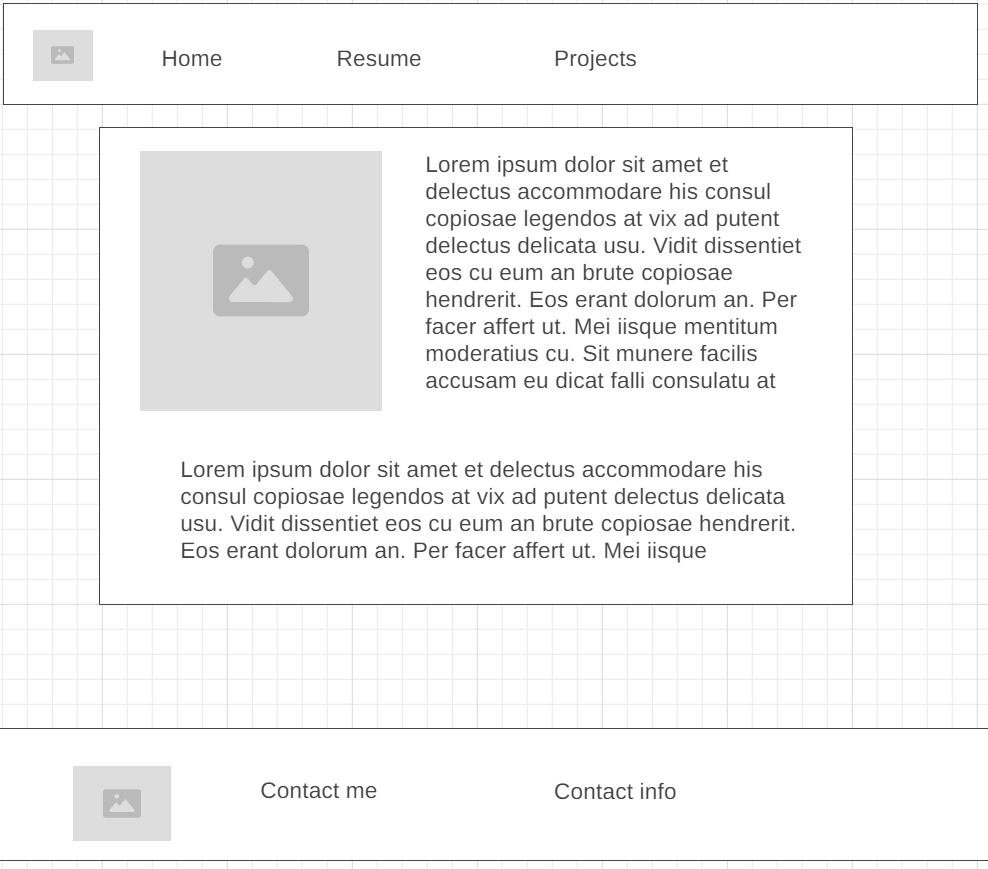 Home
Resume
Projects
Lorem ipsum dolor sit amet et
delectus accommodare his consul
copiosae legendos at vix ad putent
delectus delicata usu. Vidit dissentiet
eos cu eum an brute copiosae
hendrerit. Eos erant dolorum an. Per
facer affert ut. Mei iisque mentitum
moderatius cu. Sit munere facilis
accusam eu dicat falli consulatu at
Lorem ipsum dolor sit amet et delectus accommodare his
consul copiosae legendos at vix ad putent delectus delicata
usu. Vidit dissentiet eos cu eum an brute copiosae hendrerit.
Eos erant dolorum an. Per facer affert ut. Mei iisque
Contact me
Contact info